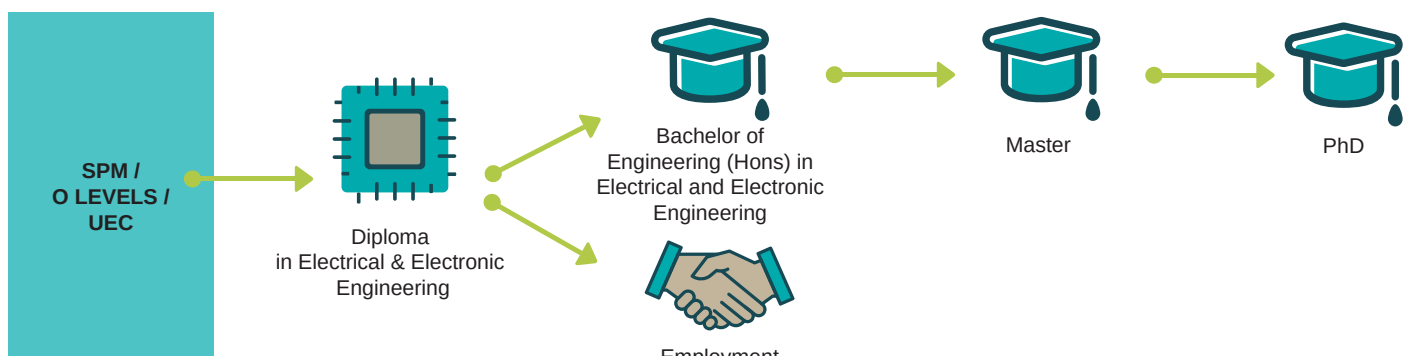 SPM /
O LEVELS /
UEC
Diploma
in Electrical & Electronic
Engineering
Bachelor of
Engineering (Hons) in
Electrical and Electronic
Engineering
Employment
Master
PhD